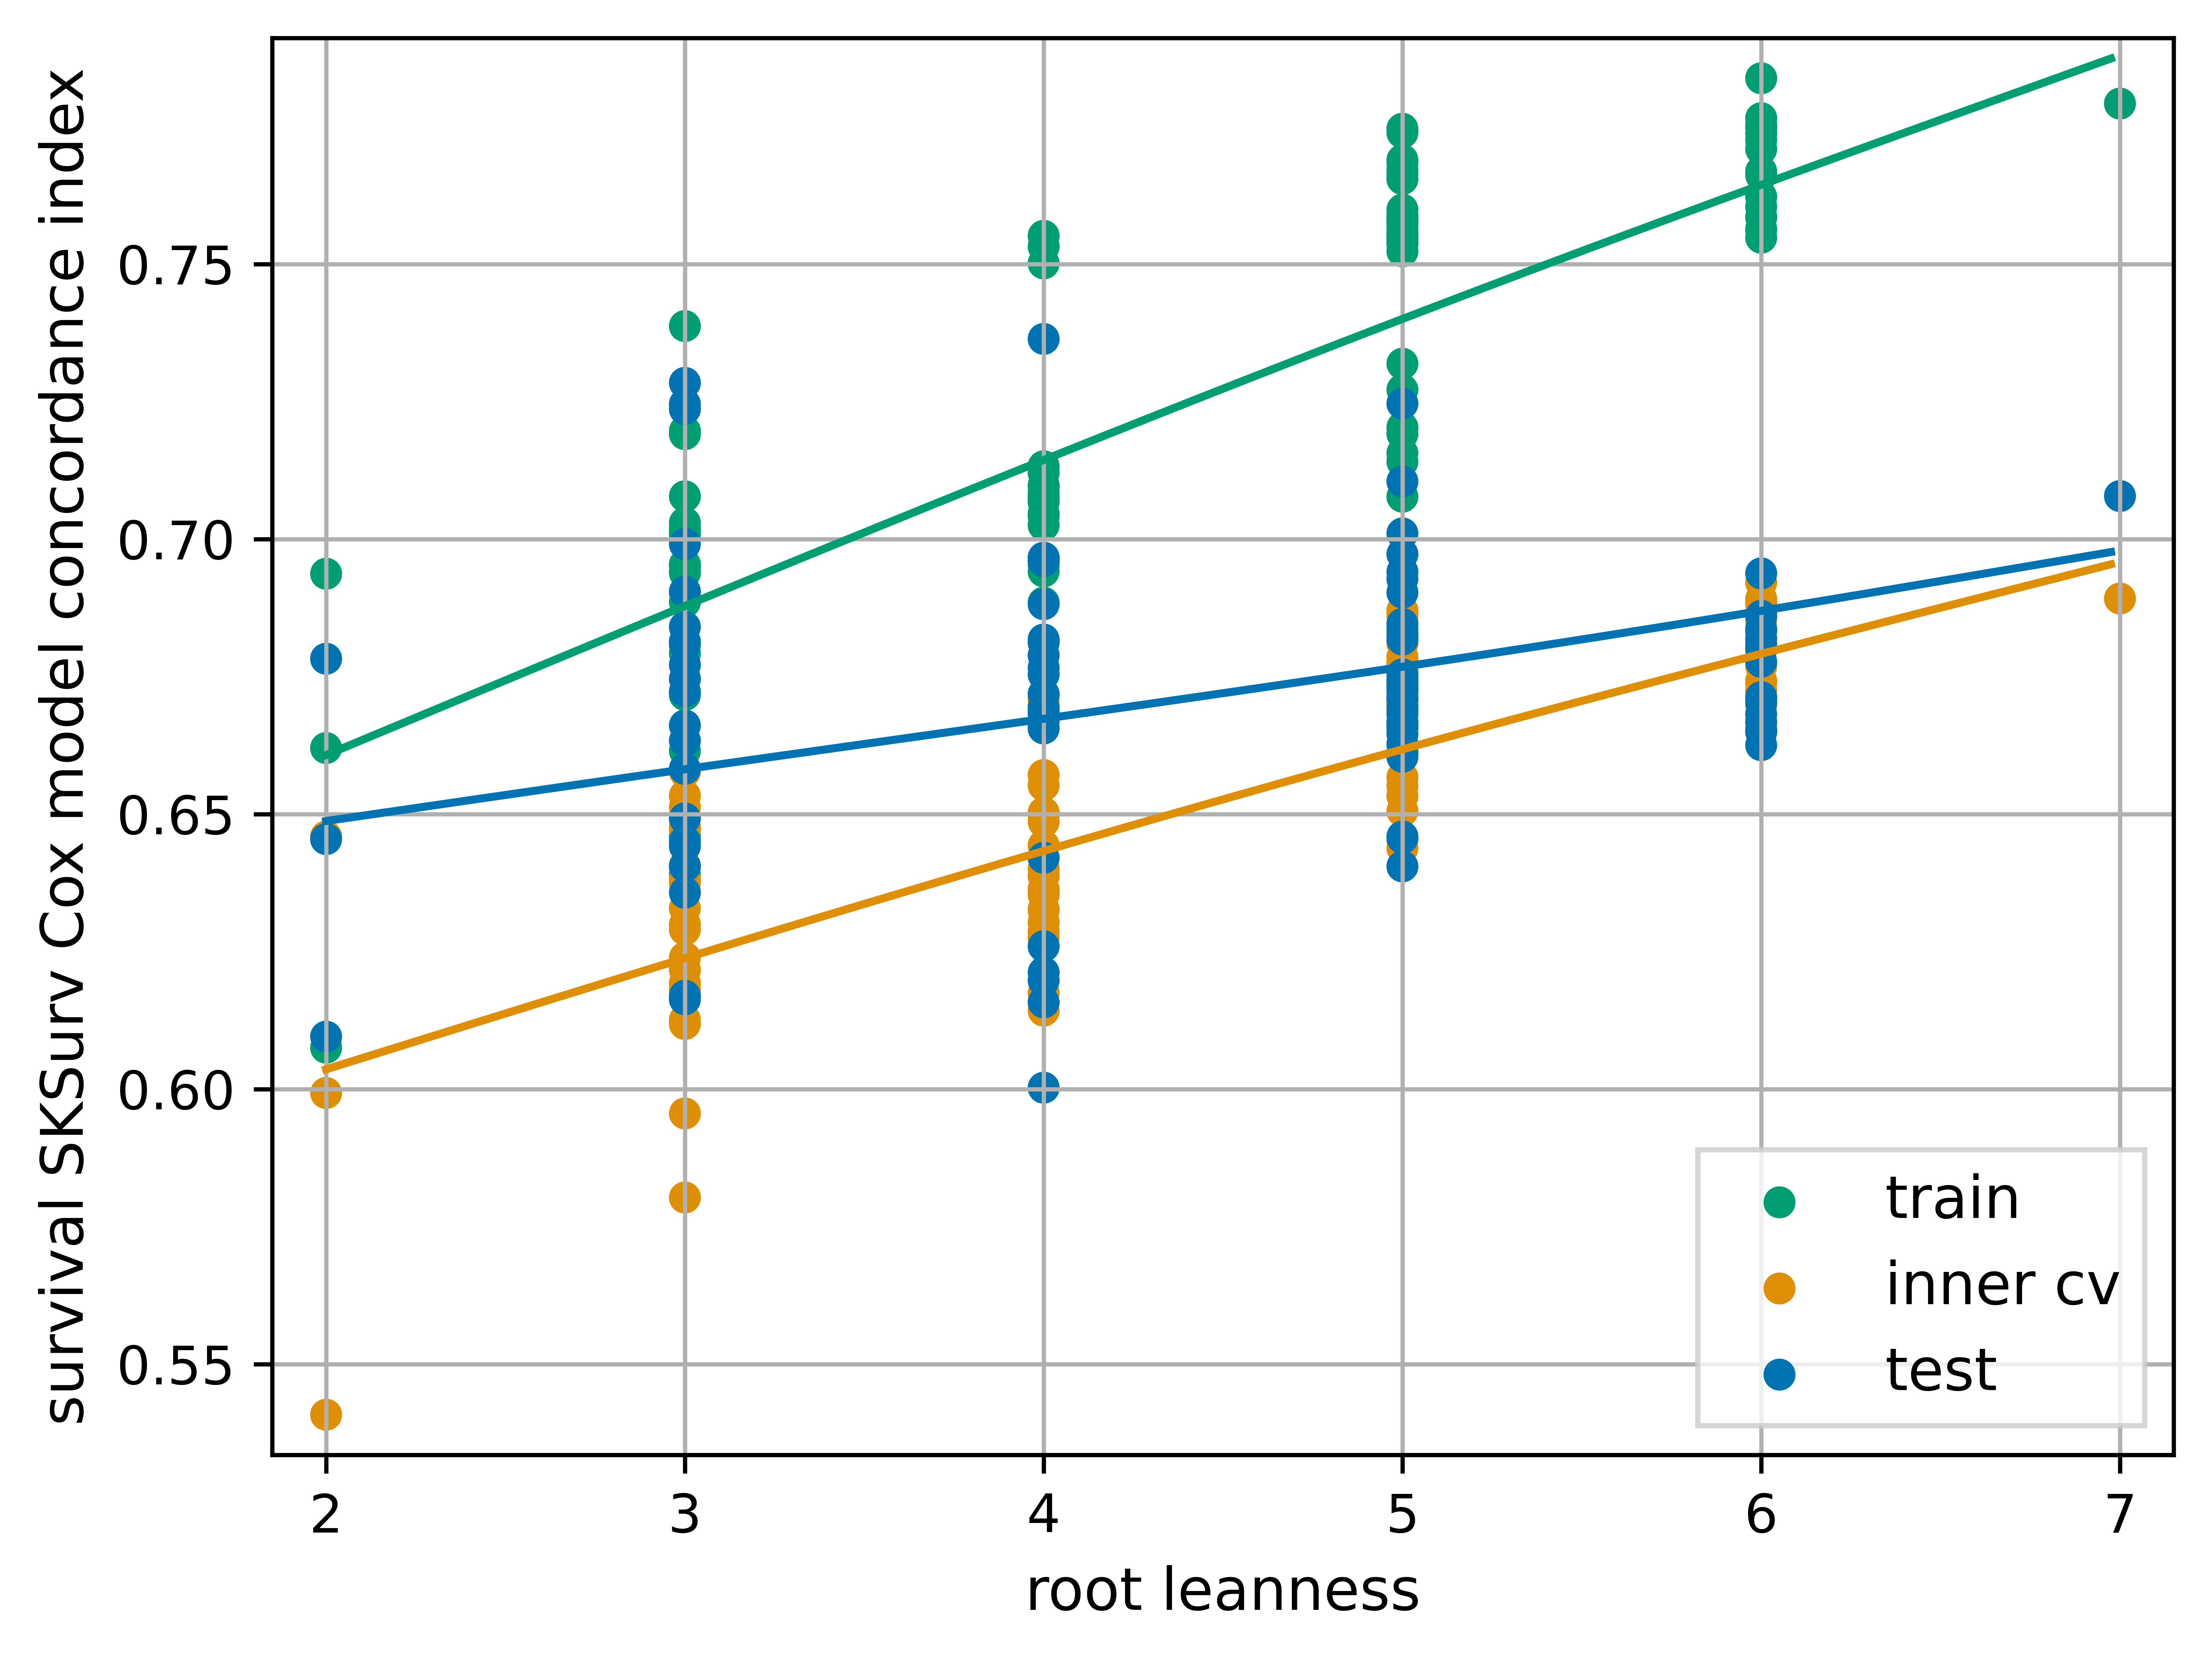 survival SKSurv Cox model concordance index
0.75
0.70
0.65
0.60
0.55
2 3 4 5 6 7
root leanness
train
inner cv
test